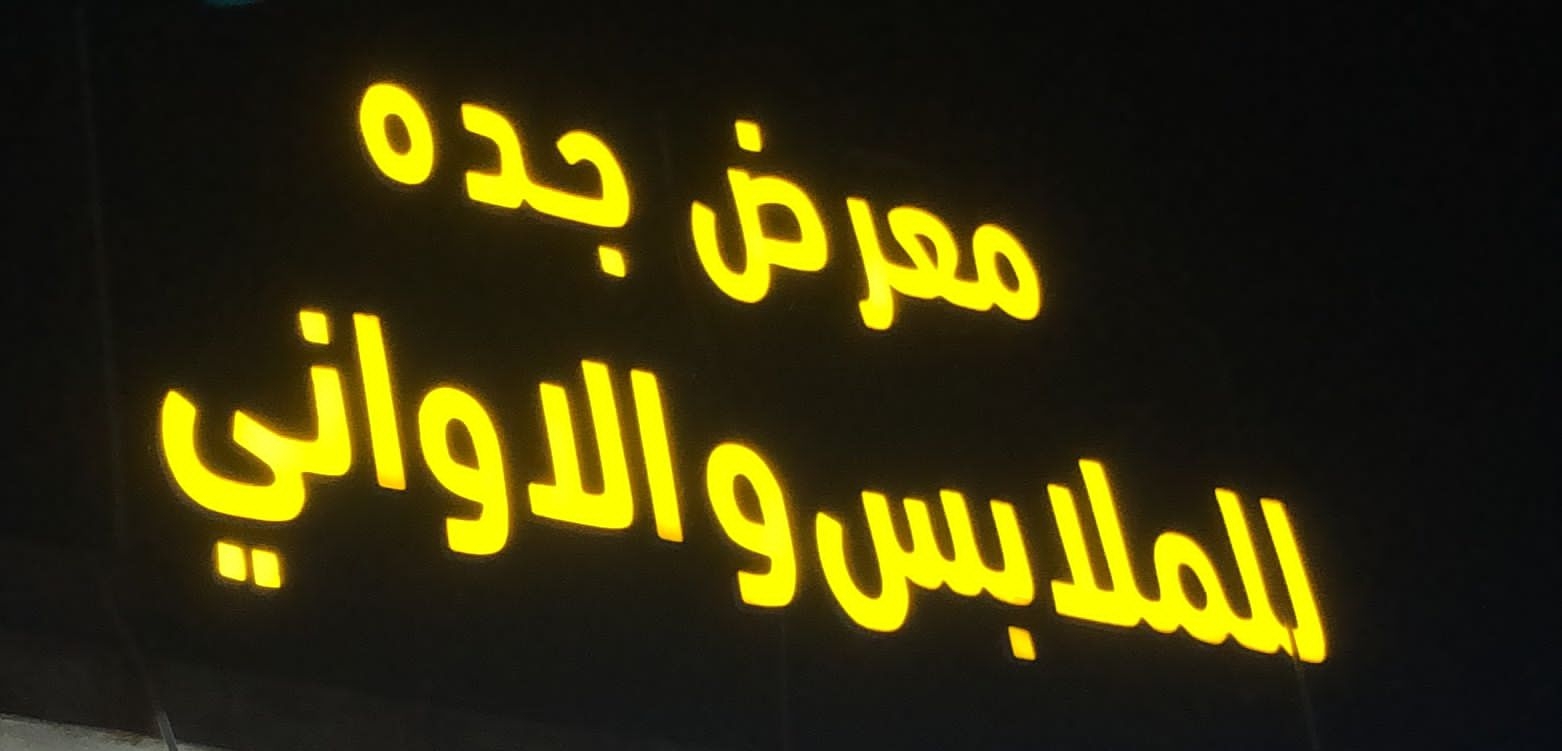 معرض جده
للملابس والاواني